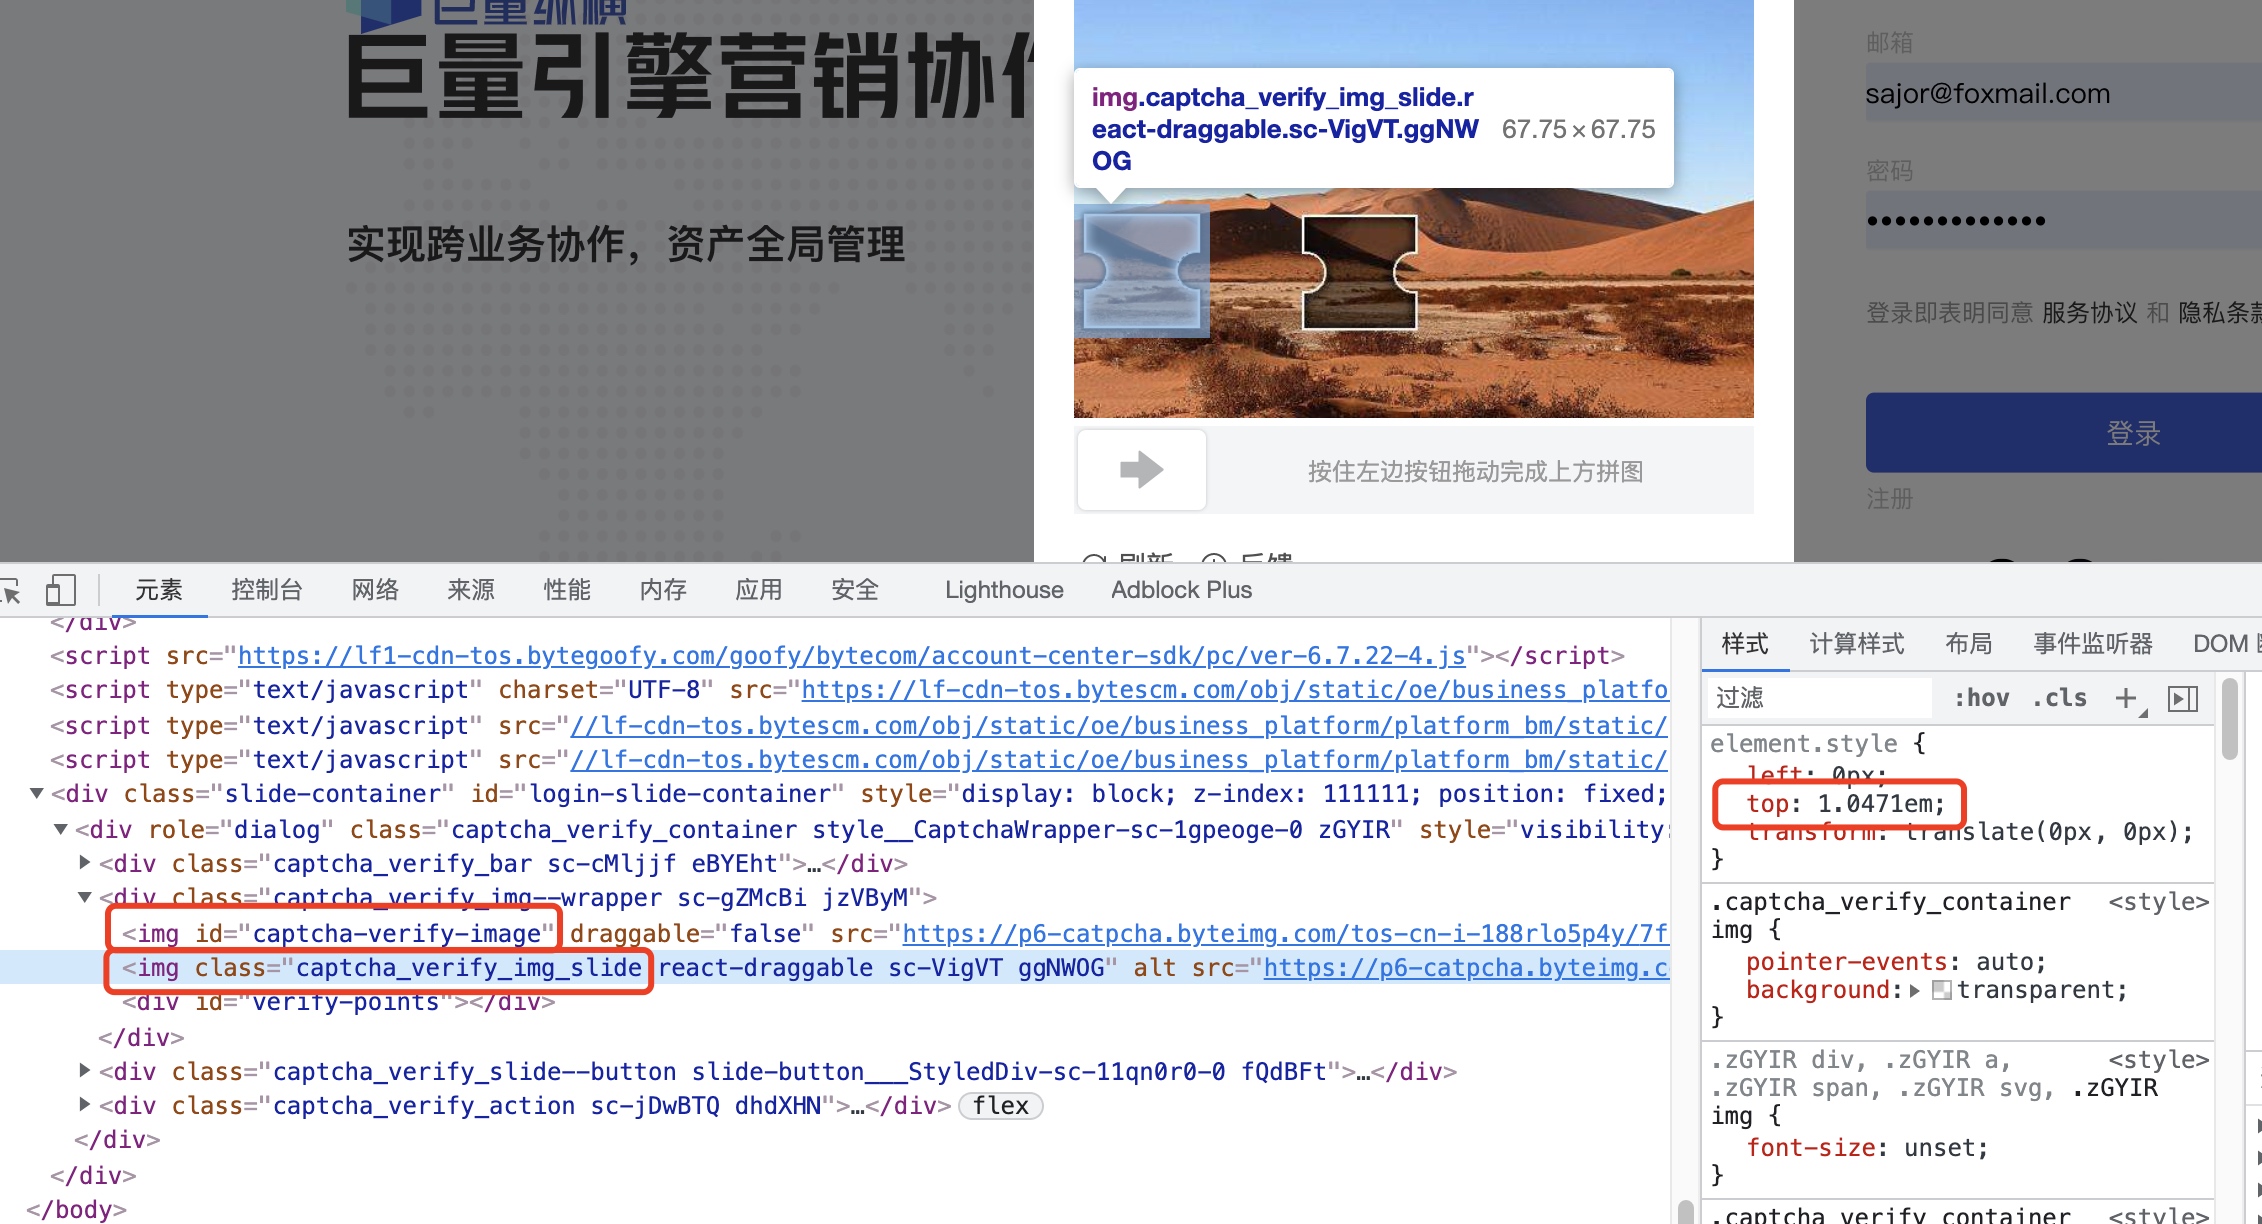 巨量纵横
巨量引擎营销协
实现跨业务协作，资产全局管理
img.captcha_verify_img_slide.r
eact-draggable.sc-VigVT.ggNW
OG
67.75×67.75
按住左边按钮拖动完成上方拼图
刷新
反馈
邮箱
sajor@foxmail.com
密码
•••••••••••••
登录即表明同意 服务协议 和 隐私条款
登录
注册
元素 控制台 网络 来源 性能 内存 应用 安全 Lighthouse Adblock Plus
</div>
<script src="https://lf1-cdn-tos.bytegoofy.com/goofy/bytecom/account-center-sdk/pc/ver-6.7.22-4.js"></script>
<script type="text/javascript" charset="UTF-8" src="https://lf-cdn-tos.bytescm.com/obj/static/oe/business_platfo
<script type="text/javascript" src="//lf-cdn-tos.bytescm.com/obj/static/oe/business_platform/platform_bm/static/
<script type="text/javascript" src="//lf-cdn-tos.bytescm.com/obj/static/oe/business_platform/platform_bm/static/
▼<div class="slide-container" id="login-slide-container" style="display: block; z-index: 111111; position: fixed;
▼<div role="dialog" class="captcha_verify_container style__CaptchaWrapper-sc-1gpeoge-0 zGYIR" style="visibility:
▶<div class="captcha_verify_bar sc-cMljjf eBYEht">…</div>
▼<div class="captcha_verify_img--wrapper sc-gZMcBi jzVByM">
<img id="captcha-verify-image" draggable="false" src="https://p6-catpcha.byteimg.com/tos-cn-i-188rlo5p4y/7f
<img class="captcha_verify_img_slide react-draggable sc-VigVT ggNWOG" alt src="https://p6-catpcha.byteimg.c
<div id="verify-points"></div>
</div>
▶<div class="captcha_verify_slide--button slide-button___StyledDiv-sc-11qn0r0-0 fQdBFt">…</div>
▶<div class="captcha_verify_action sc-jDwBTQ dhdXHN">…</div> flex
</div>
</div>
</body>
样式 计算样式 布局 事件监听器 DOM
过滤 :hov .cls +
element.style {
left: 0px;
top: 1.0471em;
transform: translate(0px, 0px);
}
.captcha_verify_container <style>
img {
pointer-events: auto;
background:▶ transparent;
}
.zGYIR div, .zGYIR a, <style>
.zGYIR span, .zGYIR svg, .zGYIR
img {
font-size: unset;
}
.captcha_verify_container <style>